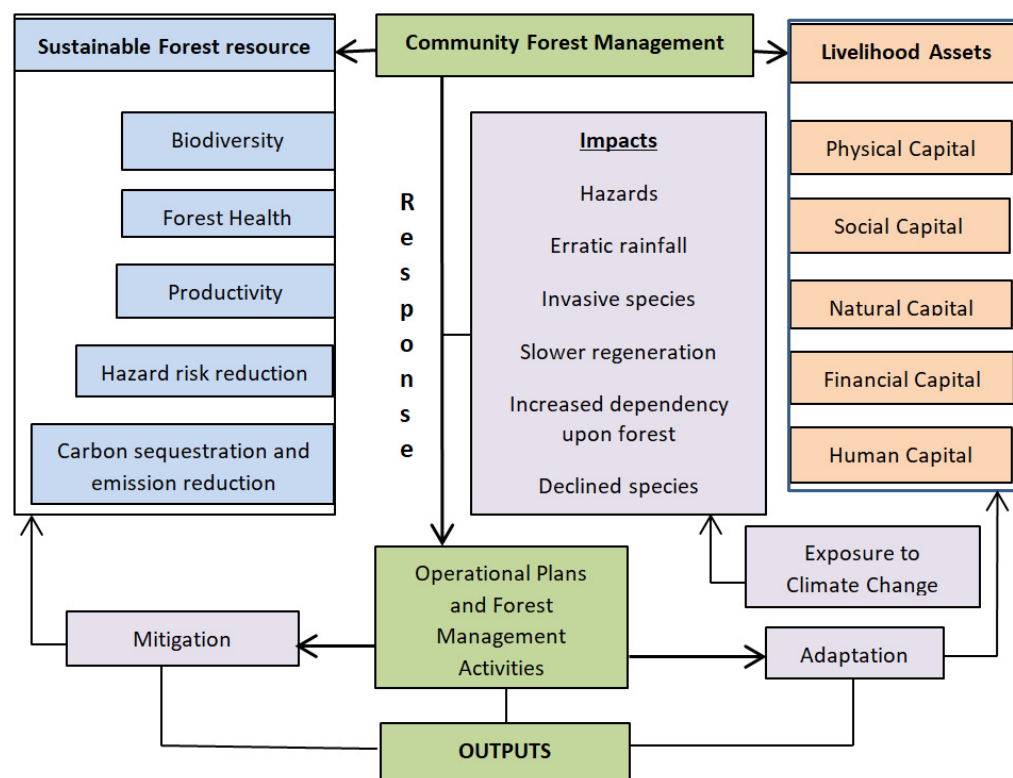 Sustainable Forest resource
Biodiversity
Forest Health
Productivity
Hazard risk reduction
Carbon sequestration and
emission reduction
Community Forest Management
Response
Impacts
Hazards
Erratic rainfall
Invasive species
Slower regeneration
Increased dependency
upon forest
Declined species
Livelihood Assets
Physical Capital
Social Capital
Natural Capital
Financial Capital
Human Capital
Exposure to
Climate Change
Operational Plans
and Forest
Management
Activities
Mitigation
Adaptation
OUTPUTS